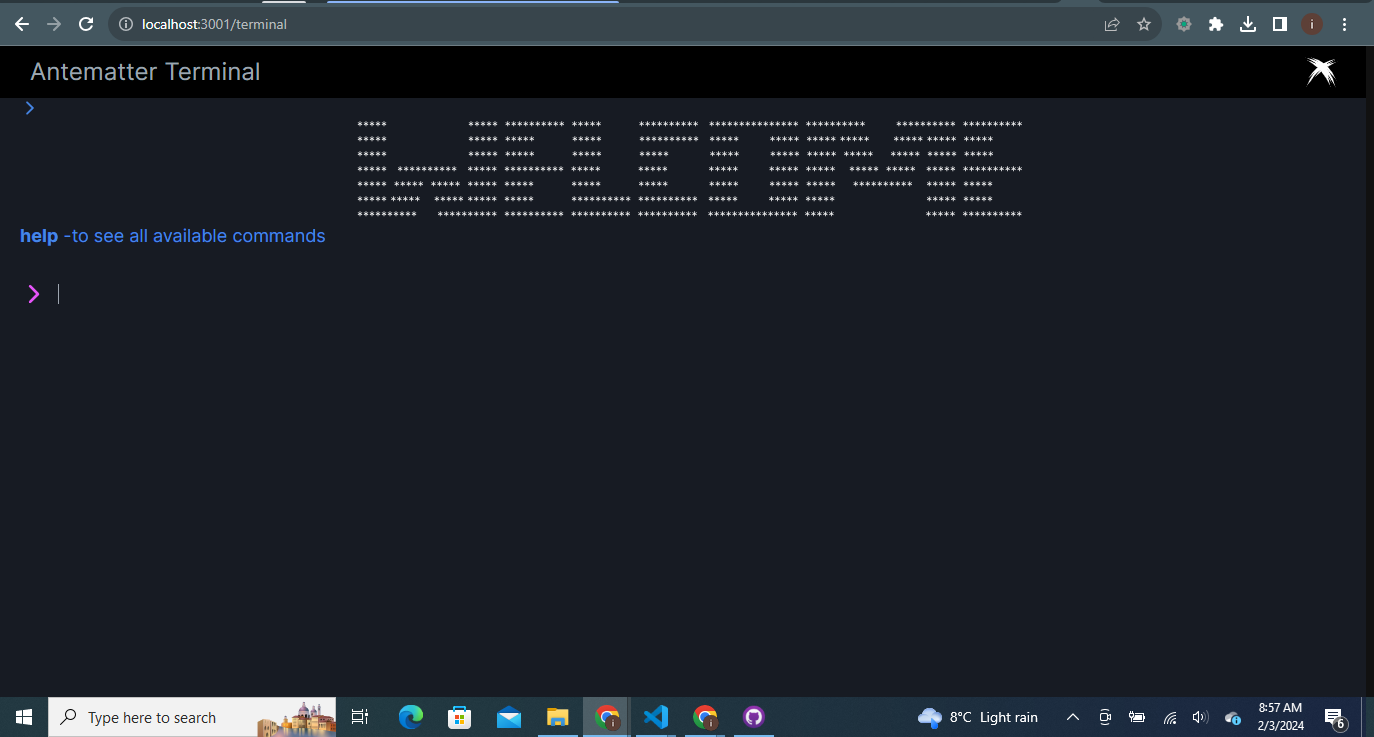 localhost:3001/terminal
i
Antematter Terminal
WELCOME
help -to see all available commands
Type here to search
8°C Light rain
8:57 AM
2/3/2024
6